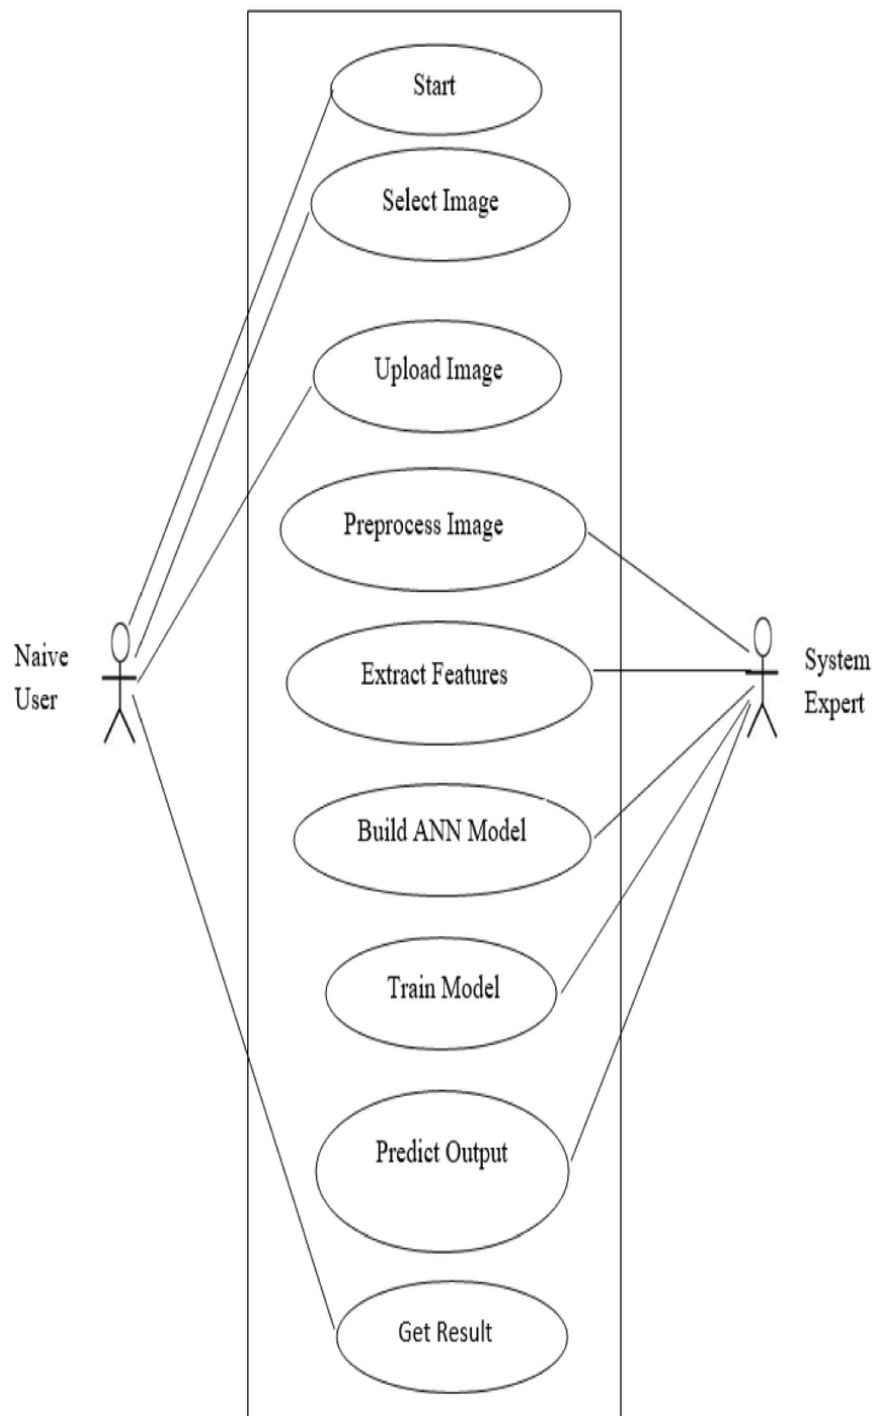 Start
Select Image
Upload Image
Preprocess Image
Naive
User
Extract Features
System
Expert
Build ANN Model
Train Model
Predict Output
Get Result